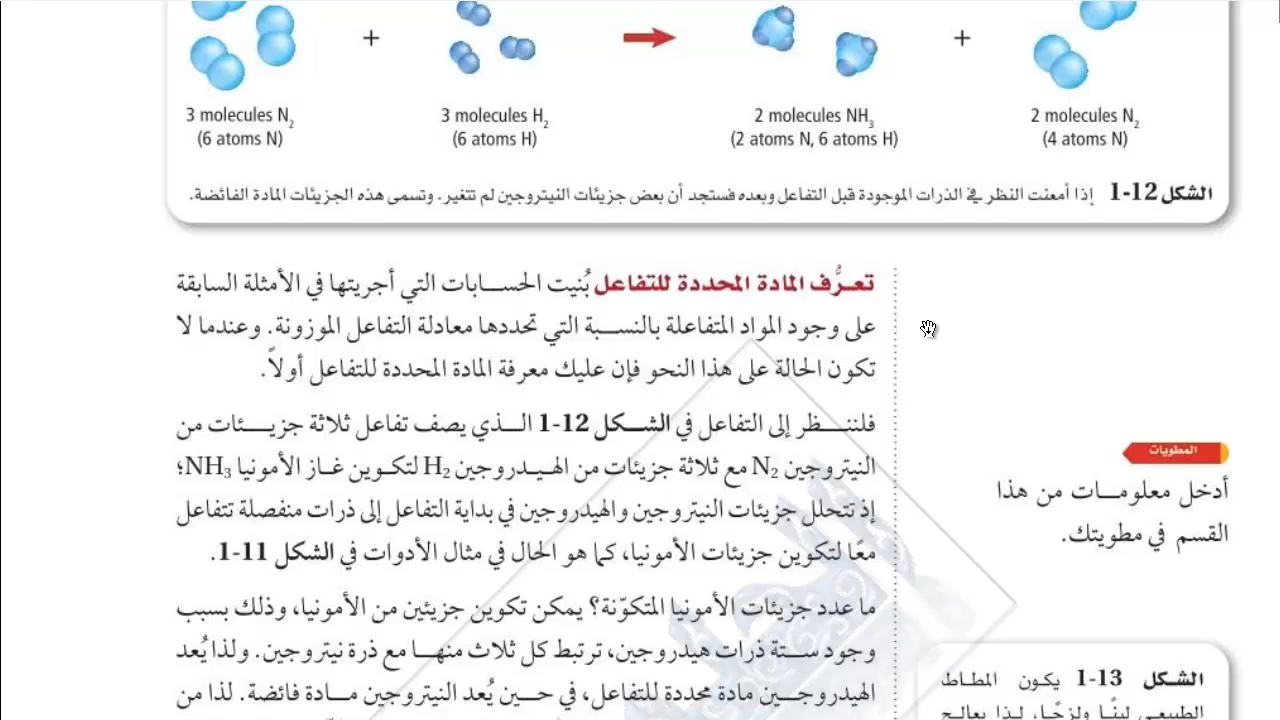 + +
3 molecules N₂ 3 molecules H₂ 2 molecules NH₃ 2 molecules N₂
(6 atoms N) (6 atoms H) (2 atoms N, 6 atoms H) (4 atoms N)
الشكل 12-1 إذا أمعنت النظر في الذرات الموجودة قبل التفاعل وبعده فستجد أن بعض جزيئات النيتروجين لم تتغير. وتسمى هذه الجزيئات المادة الفائضة.
تعرُّف المادة المحددة للتفاعل بُنيت الحسابات التي أجريتها في الأمثلة السابقة
على وجود المواد المتفاعلة بالنسبة التي تحددها معادلة التفاعل الموزونة. وعندما لا
تكون الحالة على هذا النحو فإن عليك معرفة المادة المحددة للتفاعل أولاً.
فلننظر إلى التفاعل في الشكل 12-1 الذي يصف تفاعل ثلاثة جزيئات من
النيتروجين N₂ مع ثلاثة جزيئات من الهيدروجين H₂ لتكوين غاز الأمونيا NH₃؛
إذ تتحلل جزيئات النيتروجين والهيدروجين في بداية التفاعل إلى ذرات منفصلة تتفاعل
معًا لتكوين جزيئات الأمونيا، كما هو الحال في مثال الأدوات في الشكل 11-1.
ما عدد جزيئات الأمونيا المتكوّنة؟ يمكن تكوين جزيئين من الأمونيا، وذلك بسبب
وجود ستة ذرات هيدروجين، ترتبط كل ثلاث منها مع ذرة نيتروجين. ولذا يُعد
الهيدروجين مادة محددة للتفاعل، في حين يُعد النيتروجين مادة فائضة. لذا من
المطويات
أدخل معلومات من هذا
القسم في مطويتك.
الشكل 13-1 يكون المطاط
الطبيعي لينًا ولزجًا، لذا يعالج